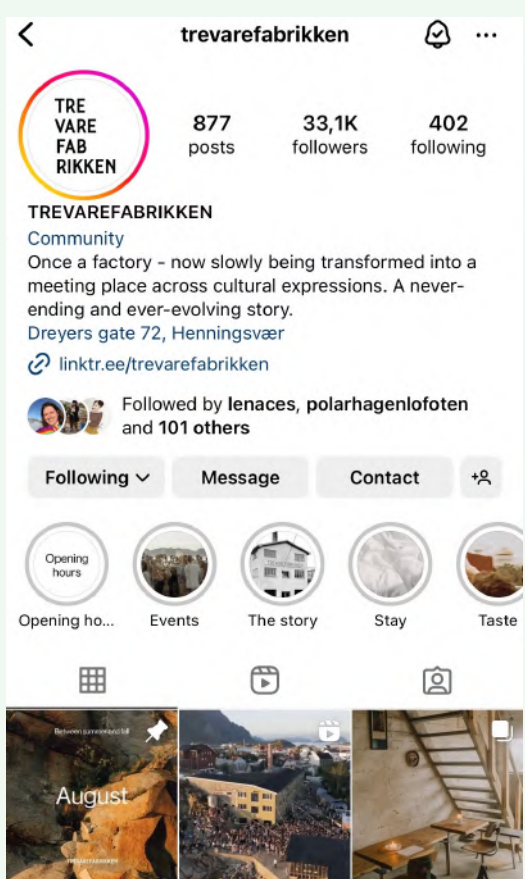 trevarefabrikken
TRE
VARE
FAB
RIKKEN
877
posts
33,1K
followers
402
following
TREVAREFABRIKKEN
Community
Once a factory – now slowly being transformed into a
meeting place across cultural expressions. A never-
ending and ever-evolving story.
Dreyers gate 72, Henningsvær
linktr.ee/trevarefabrikken
Followed by lenaces, polarhagenlofoten
and 101 others
Following
Message
Contact
Opening
hours
Opening ho...
Events
The story
Stay
Taste
Between summer and fall
August
TREVAREFABRIKKEN